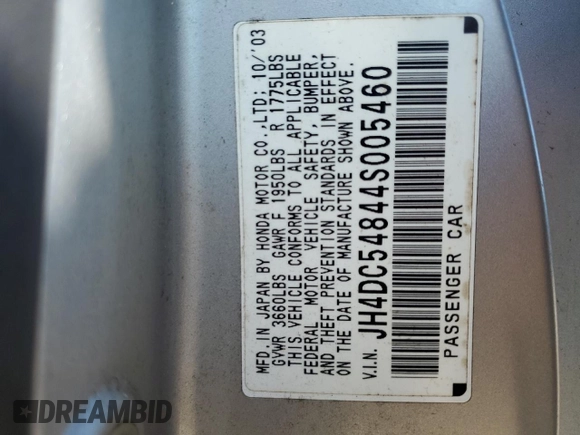 MFD. IN JAPAN BY HONDA MOTOR CO.,LTD; 10/'03
GVWR 3660LBS GAWR F 1950LBS R 1775LBS
THIS VEHICLE CONFORMS TO ALL APPLICABLE
FEDERAL MOTOR VEHICLE SAFETY, BUMPER,
AND THEFT PREVENTION STANDARDS IN EFFECT
ON THE DATE OF MANUFACTURE SHOWN ABOVE.
V.I.N. JH4DC54844S005460
PASSENGER CAR
DREAMBID